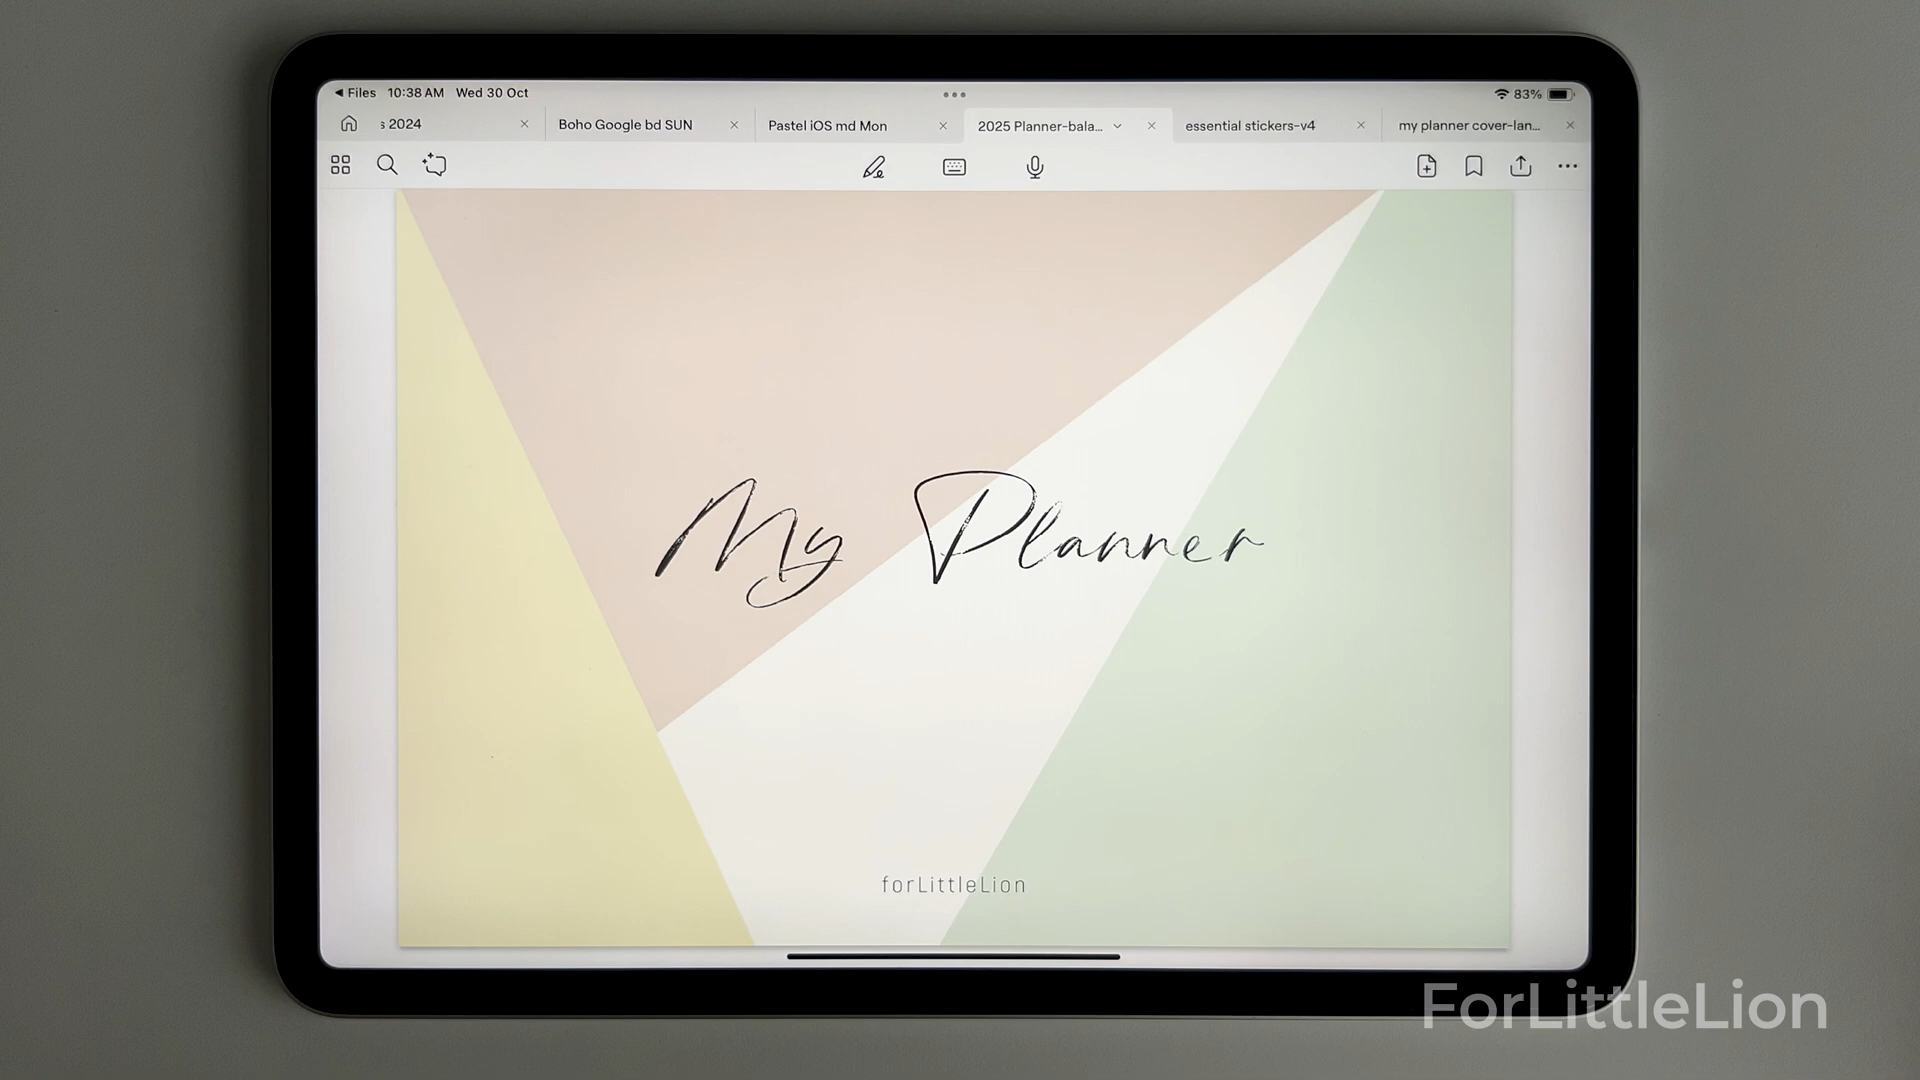 Files 10:38 AM Wed 30 Oct 83%
s 2024 Boho Google bd SUN Pastel iOS md Mon 2025 Planner-bala... essential stickers-v4 my planner cover-lan...
My Planner
forLittleLion
ForLittleLion